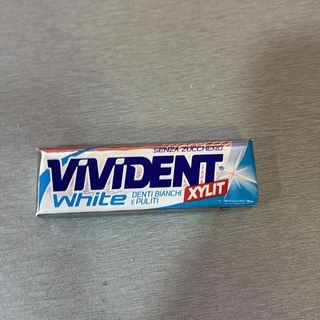 SENZA ZUCCHERO
ViViDENT®
White
DENTI BIANCHI
E PULITI
XYLIT